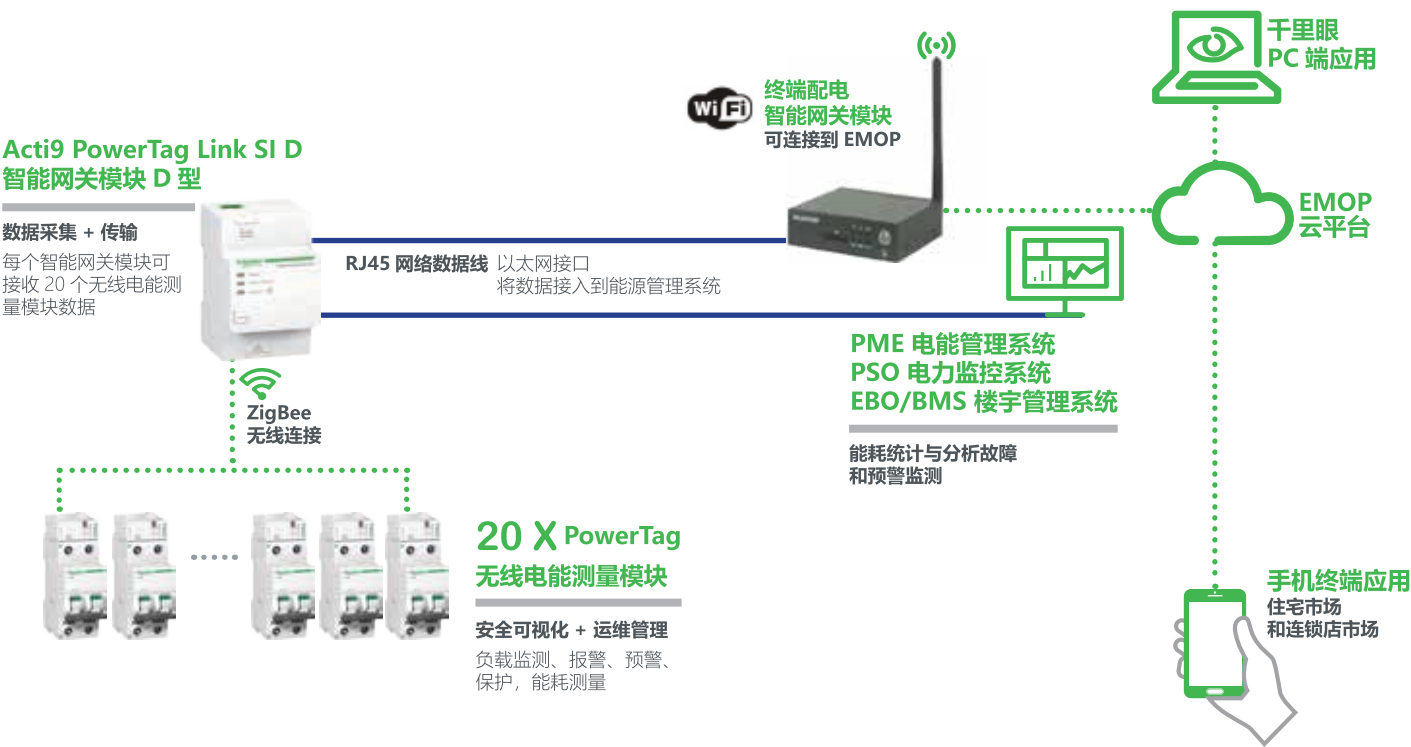 千里眼
PC 端应用
终端配电
智能网关模块
可连接到 EMOP
WiFi
Acti9 PowerTag Link SI D
智能网关模块 D 型
数据采集 + 传输
每个智能网关模块可
接收 20 个无线电能测
量模块数据
EMOP
云平台
RJ45 网络数据线 以太网接口
将数据接入到能源管理系统
PME 电能管理系统
PSO 电力监控系统
EBO/BMS 楼宇管理系统
能耗统计与分析故障
和预警监测
ZigBee
无线连接
20 X PowerTag
无线电能测量模块
安全可视化 + 运维管理
负载监测、报警、预警、
保护，能耗测量
手机终端应用
住宅市场
和连锁店市场